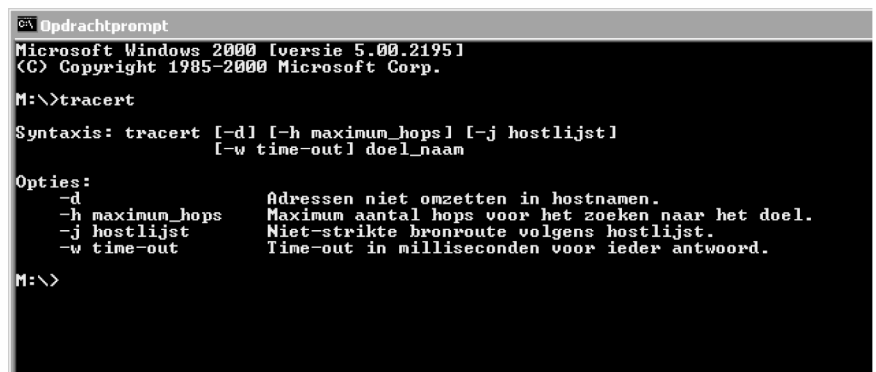 Opdrachtprompt
Microsoft Windows 2000 [versie 5.00.2195]
(C) Copyright 1985-2000 Microsoft Corp.
M:\>tracert
Syntaxis: tracert [-d] [-h maximum_hops] [-j hostlijst]
[-w time-out] doel_naam
Opties:
-d Adressen niet omzetten in hostnamen.
-h maximum_hops Maximum aantal hops voor het zoeken naar het doel.
-j hostlijst Niet-strikte bronroute volgens hostlijst.
-w time-out Time-out in milliseconden voor ieder antwoord.
M:\>